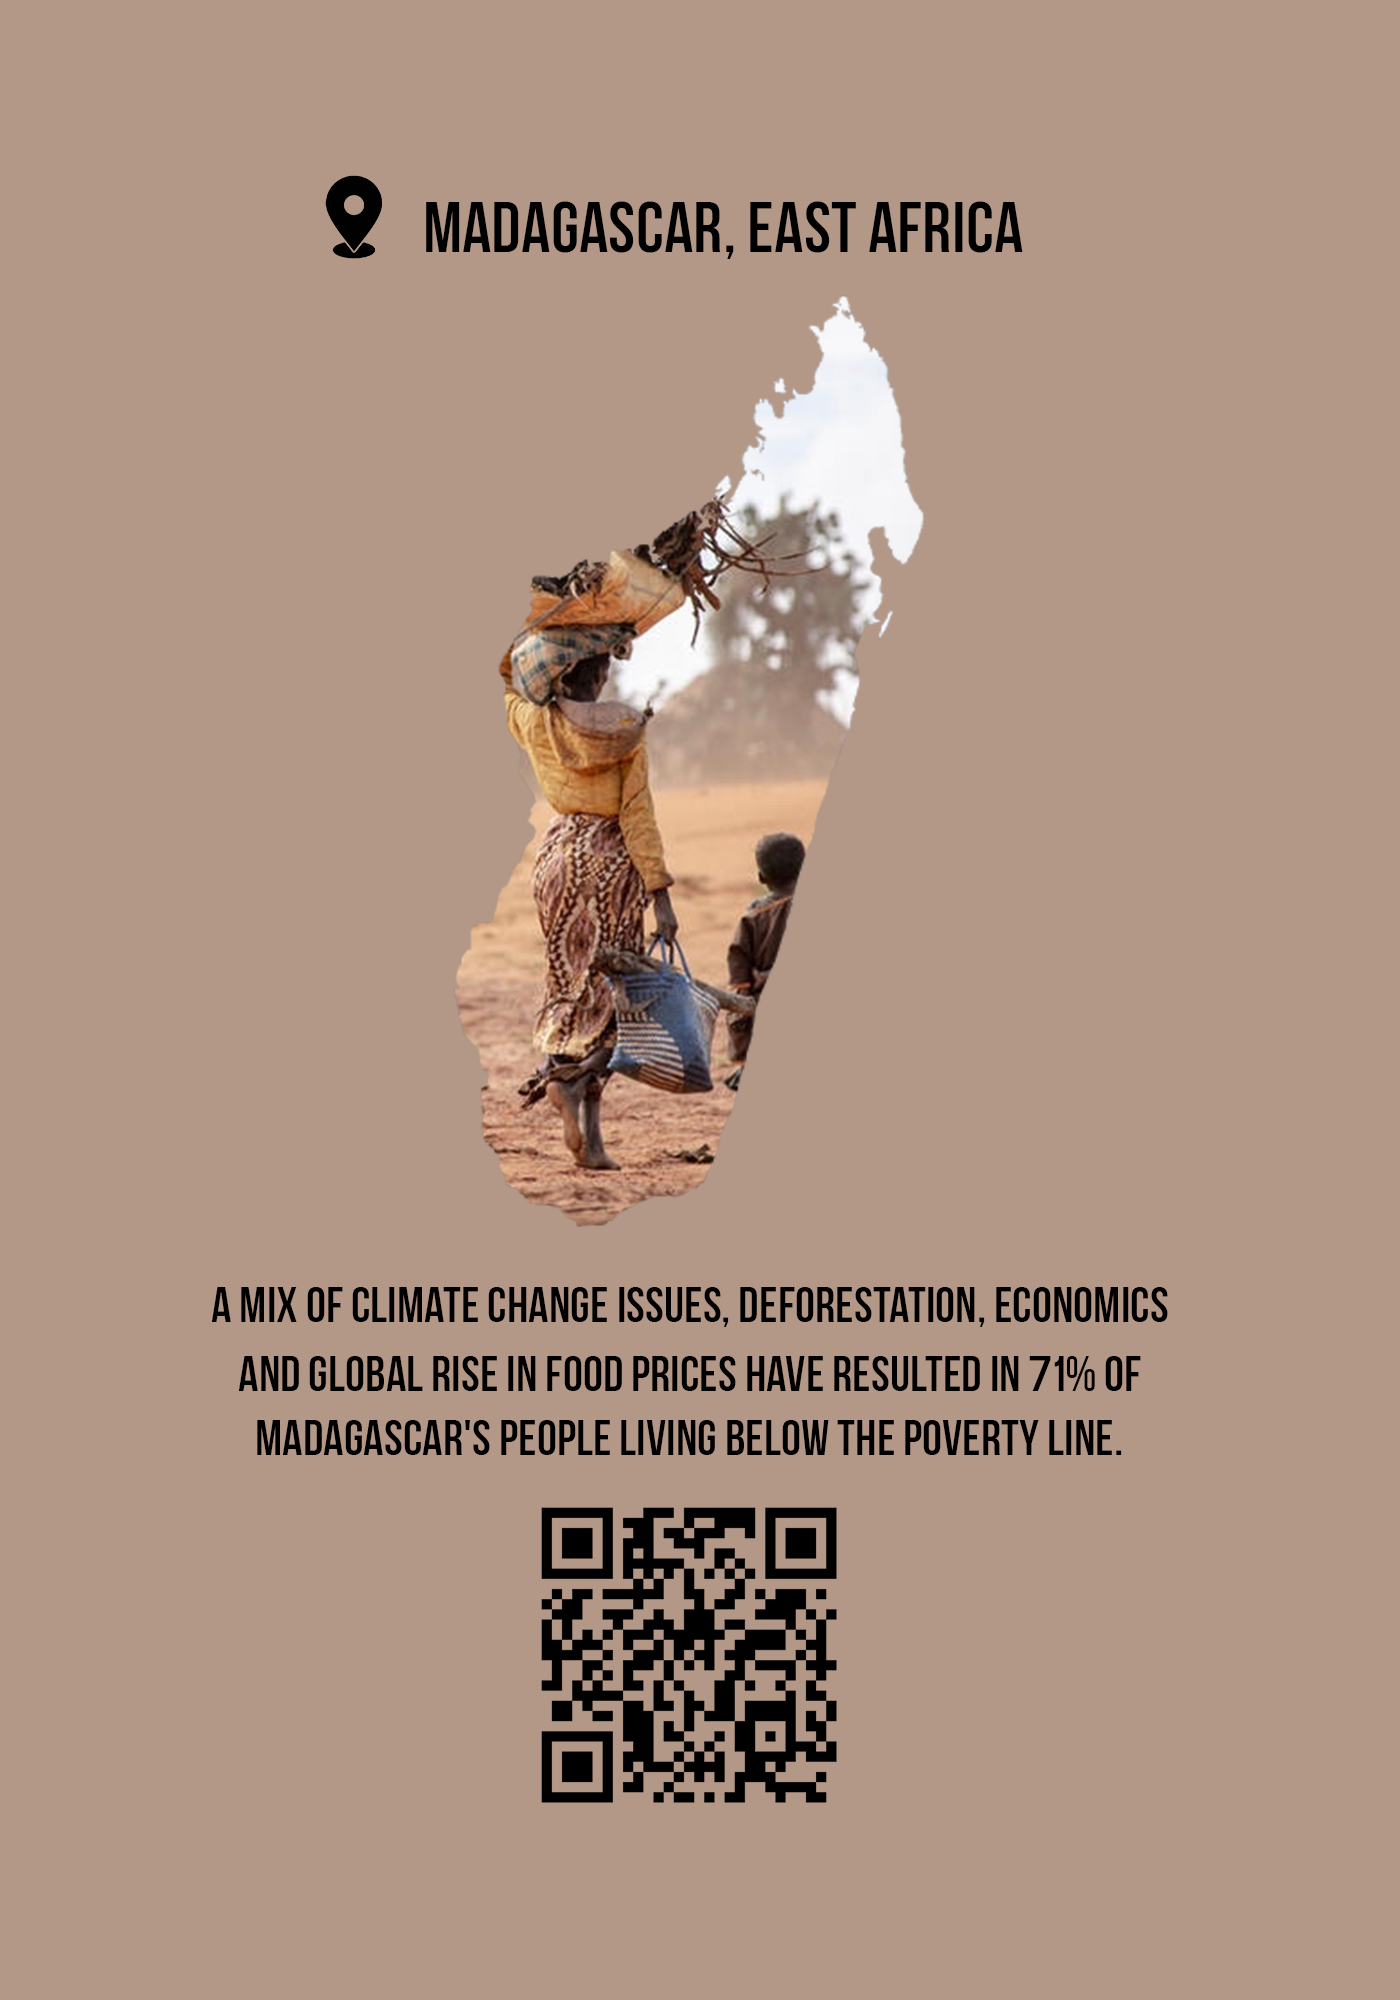 MADAGASCAR, EAST AFRICA
A MIX OF CLIMATE CHANGE ISSUES, DEFORESTATION, ECONOMICS
AND GLOBAL RISE IN FOOD PRICES HAVE RESULTED IN 71% OF
MADAGASCAR'S PEOPLE LIVING BELOW THE POVERTY LINE.